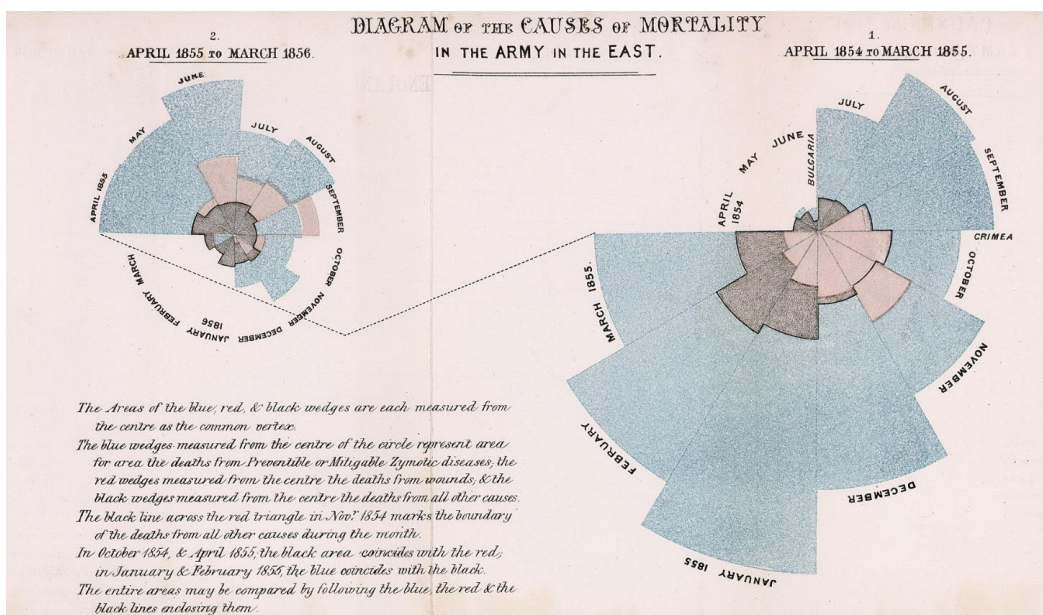 DIAGRAM OF THE CAUSES OF MORTALITY
IN THE ARMY IN THE EAST.
2.
APRIL 1855 TO MARCH 1856.
1.
APRIL 1854 TO MARCH 1855.
APRIL 1855
MAY
JUNE
JULY
AUGUST
SEPTEMBER
OCTOBER
NOVEMBER
DECEMBER
JANUARY
1856
FEBRUARY
MARCH
APRIL
1854
MAY
JUNE
BULGARIA
JULY
AUGUST
SEPTEMBER
CRIMEA
OCTOBER
NOVEMBER
DECEMBER
JANUARY 1855
FEBRUARY
MARCH 1855.
The Areas of the blue, red, & black wedges are each measured from
the centre as the common vertex.
The blue wedges measured from the centre of the circle represent area
for area the deaths from Preventible or Mitigable Zymotic diseases; the
red wedges measured from the centre the deaths from wounds; & the
black wedges measured from the centre the deaths from all other causes.
The black line across the red triangle in Nov.r 1854 marks the boundary
of the deaths from all other causes during the month.
In October 1854, & April 1855, the black area coincides with the red;
in January & February 1855, the blue coincides with the black.
The entire areas may be compared by following the blue, the red & the
black lines enclosing them.